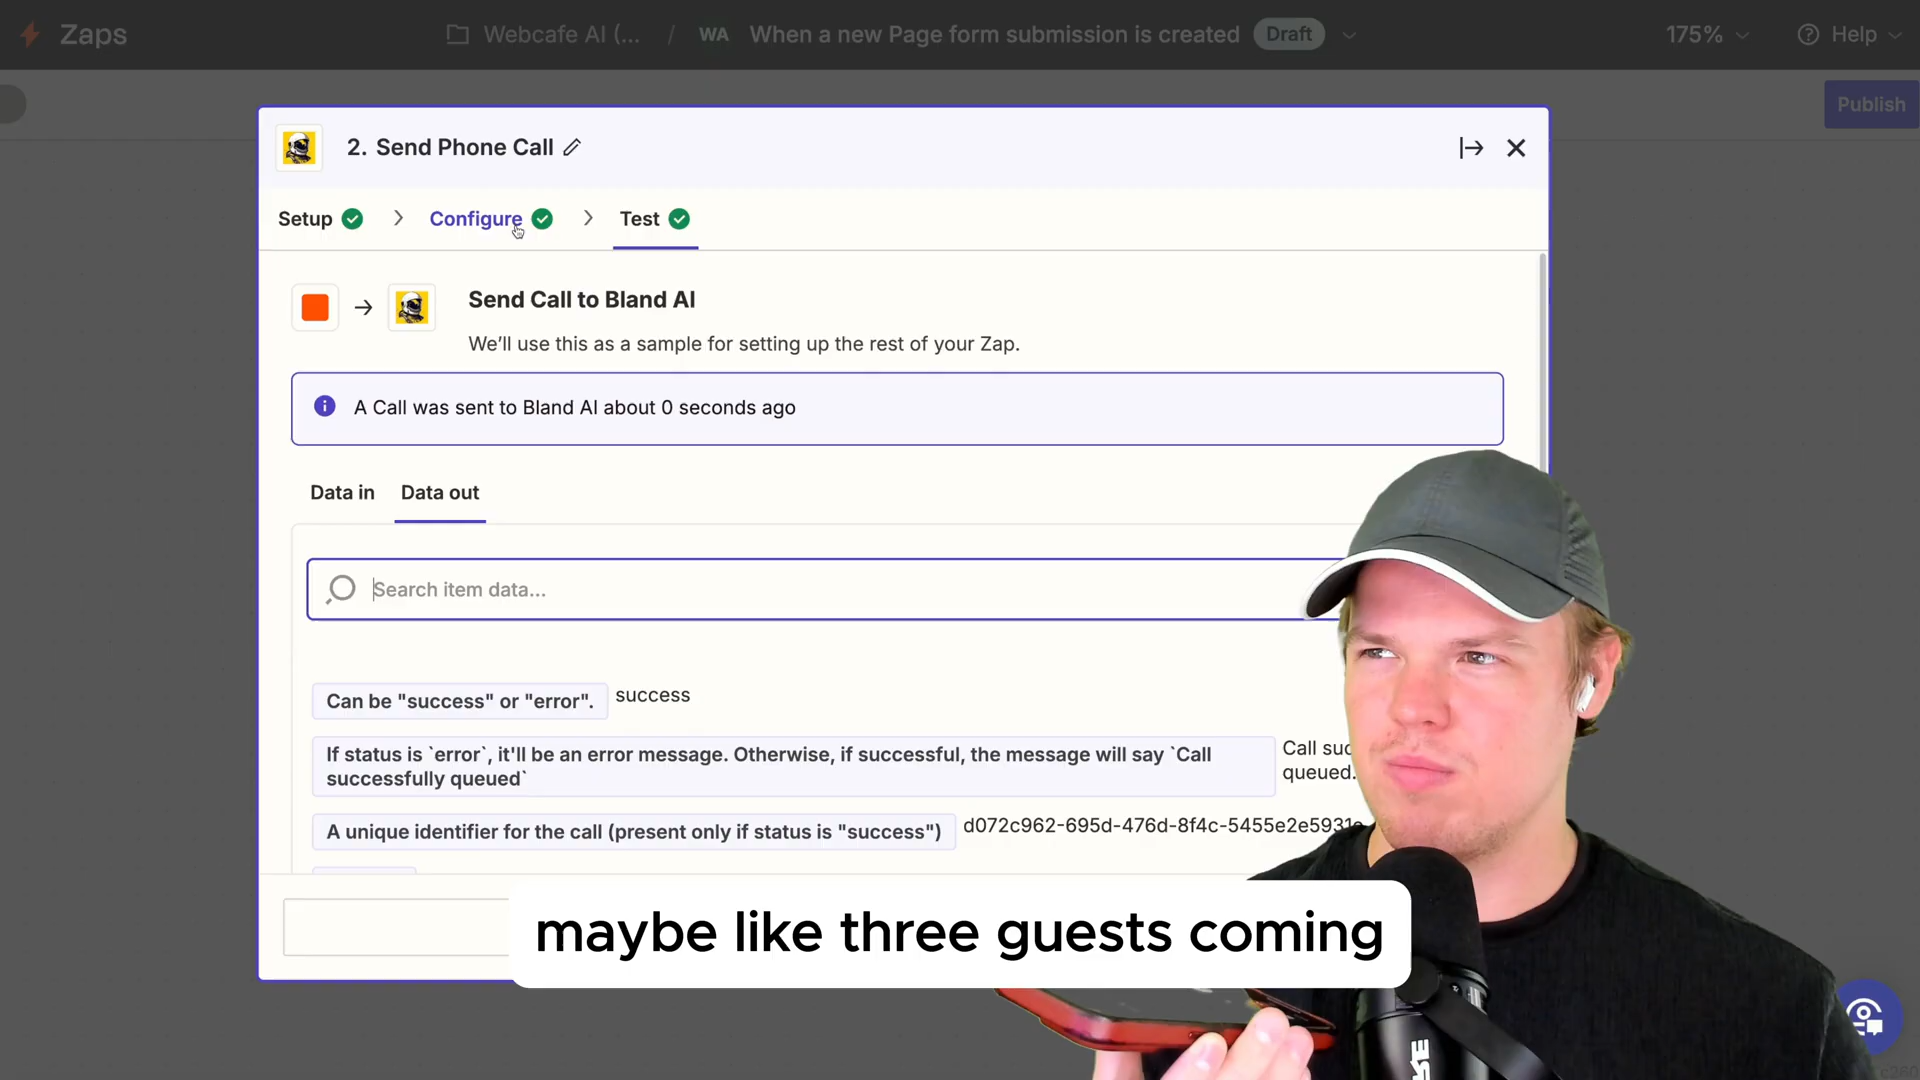 Zaps
Webcafe AI (...
/
WA
When a new Page form submission is created
Draft
175%
Help
Publish
2. Send Phone Call
Setup
Configure
Test
Send Call to Bland AI
We'll use this as a sample for setting up the rest of your Zap.
A Call was sent to Bland AI about 0 seconds ago
Data in
Data out
Search item data...
Can be "success" or "error".
success
If status is `error`, it'll be an error message. Otherwise, if successful, the message will say `Call
successfully queued`
Call suc
queued.
A unique identifier for the call (present only if status is "success")
d072c962-695d-476d-8f4c-5455e2e5931
maybe like three guests coming